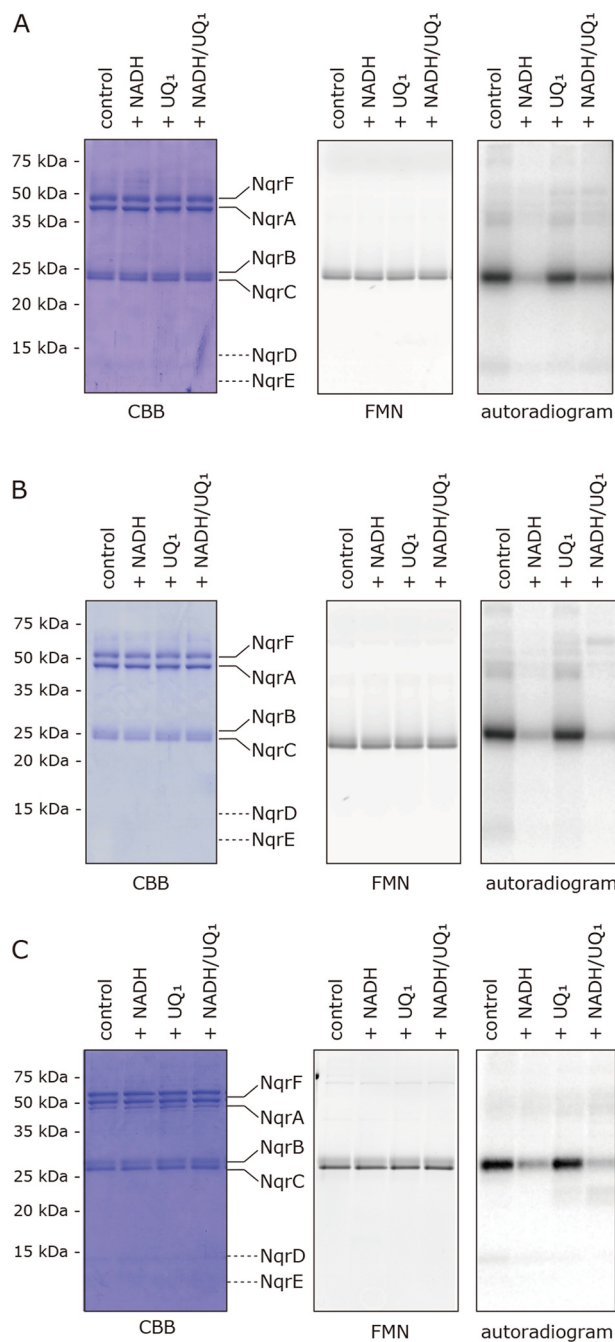 A
control
+ NADH
+ UQ₁
+ NADH/UQ₁
control
+ NADH
+ UQ₁
+ NADH/UQ₁
control
+ NADH
+ UQ₁
+ NADH/UQ₁
75 kDa -
50 kDa -
35 kDa -
25 kDa -
20 kDa -
15 kDa -
NqrF
NqrA
NqrB
NqrC
NqrD
NqrE
CBB
FMN
autoradiogram
B
control
+ NADH
+ UQ₁
+ NADH/UQ₁
control
+ NADH
+ UQ₁
+ NADH/UQ₁
control
+ NADH
+ UQ₁
+ NADH/UQ₁
75 kDa -
50 kDa -
35 kDa -
25 kDa -
20 kDa -
15 kDa -
NqrF
NqrA
NqrB
NqrC
NqrD
NqrE
CBB
FMN
autoradiogram
C
control
+ NADH
+ UQ₁
+ NADH/UQ₁
control
+ NADH
+ UQ₁
+ NADH/UQ₁
control
+ NADH
+ UQ₁
+ NADH/UQ₁
75 kDa -
50 kDa -
35 kDa -
25 kDa -
20 kDa -
15 kDa -
NqrF
NqrA
NqrB
NqrC
NqrD
NqrE
CBB
FMN
autoradiogram